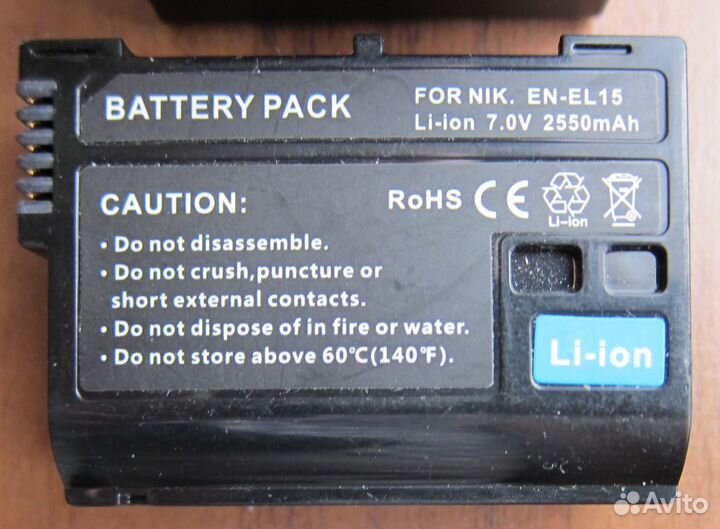 BATTERY PACK
FOR NIK. EN-EL15
Li-ion 7.0V 2550mAh
CAUTION:
RoHS CE
Li-ion
• Do not disassemble.
• Do not crush,puncture or
short external contacts.
• Do not dispose of in fire or water.
• Do not store above 60℃(140℉).
Li-ion
Avito